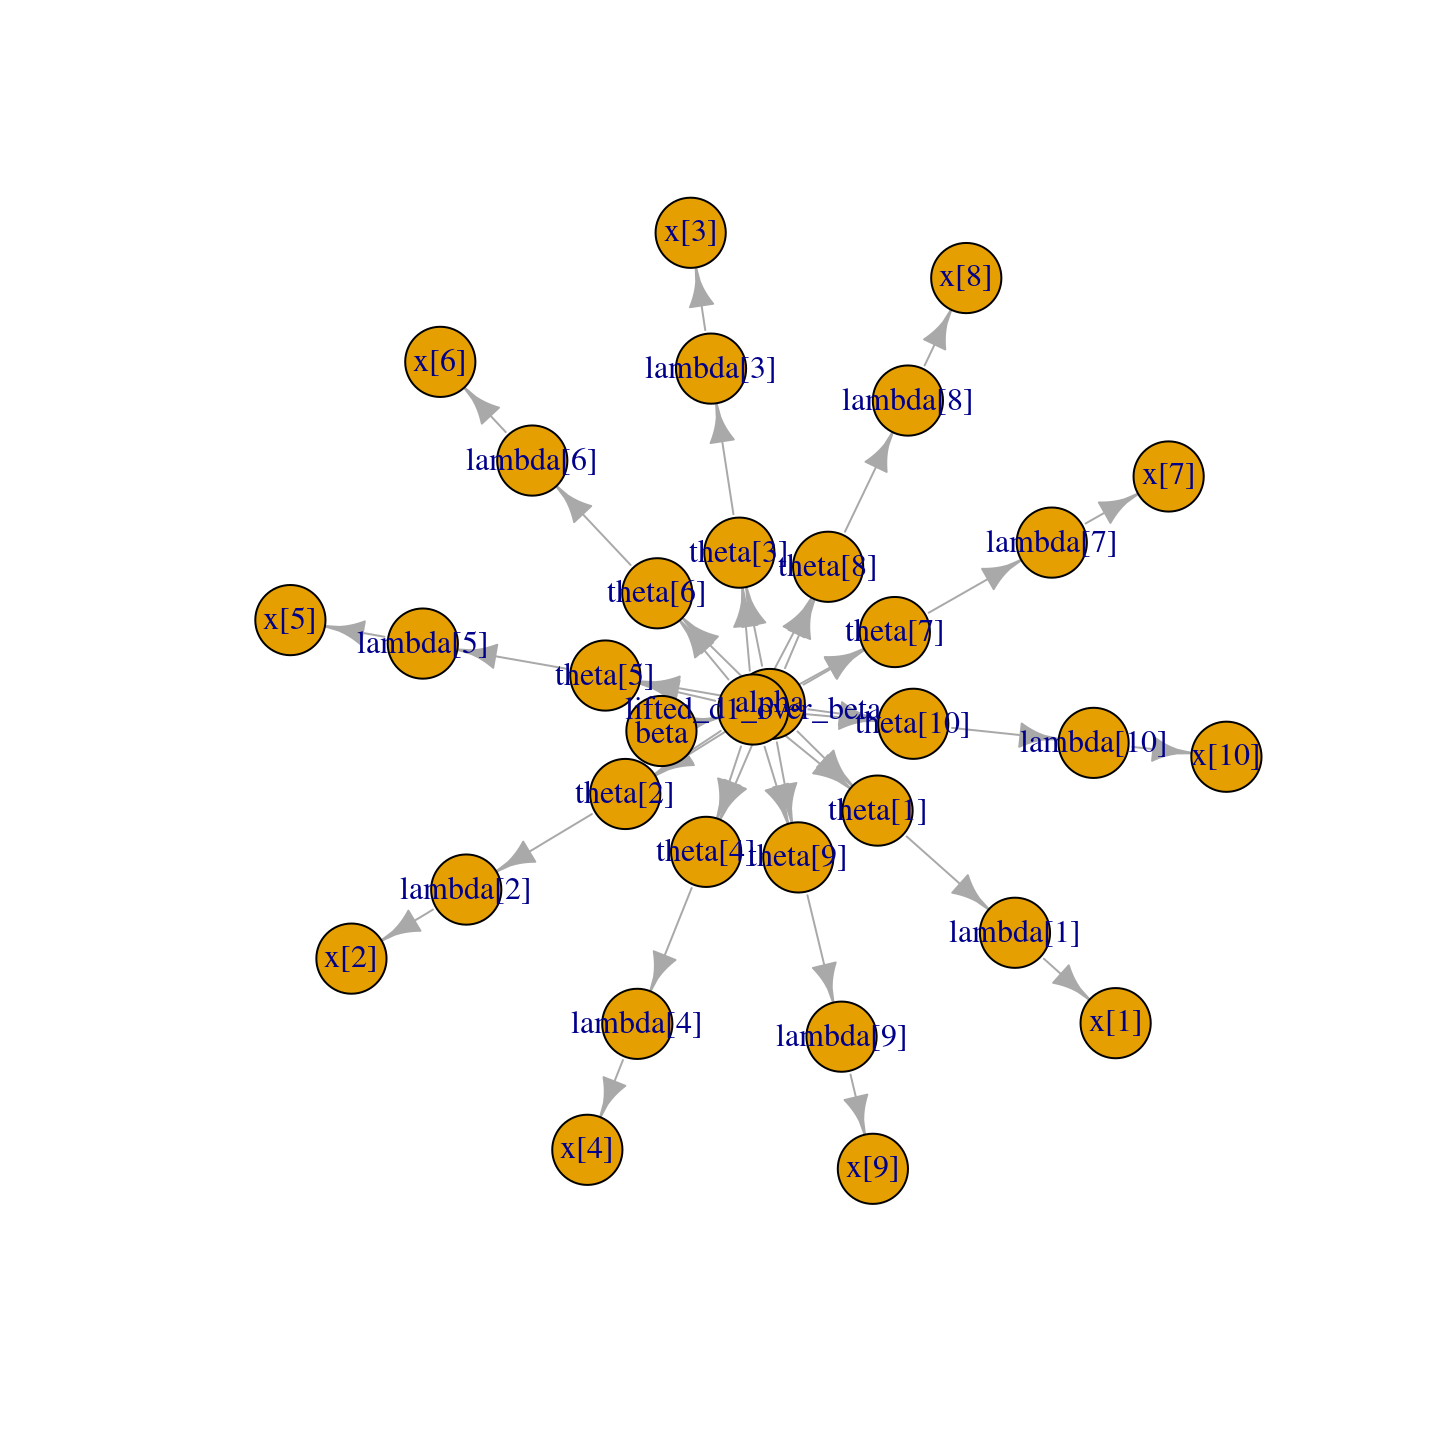 x[3]
x[8]
x[6]
lambda[3]
lambda[8]
lambda[6]
x[7]
lambda[7]
theta[3]
theta[8]
theta[6]
x[5]
lambda[5]
theta[7]
theta[5]
alpha
lifted_d1_over_beta
beta
theta[10]
lambda[10]
x[10]
theta[2]
theta[1]
theta[4]
theta[9]
lambda[2]
lambda[1]
x[2]
lambda[4]
x[1]
lambda[9]
x[4]
x[9]